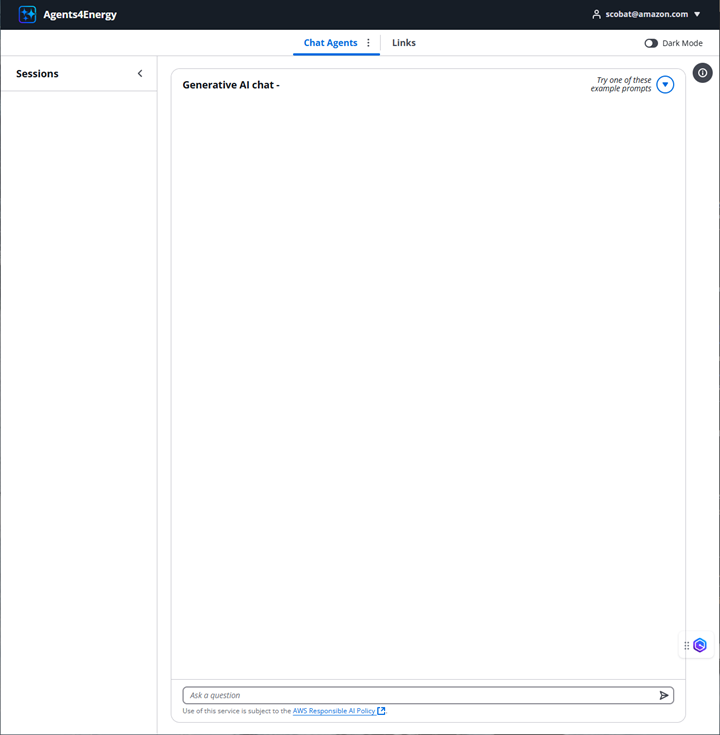 Agents4Energy
scobat@amazon.com
Chat Agents
Links
Dark Mode
Sessions
Generative AI chat -
Try one of these
example prompts
Ask a question
Use of this service is subject to the AWS Responsible AI Policy.